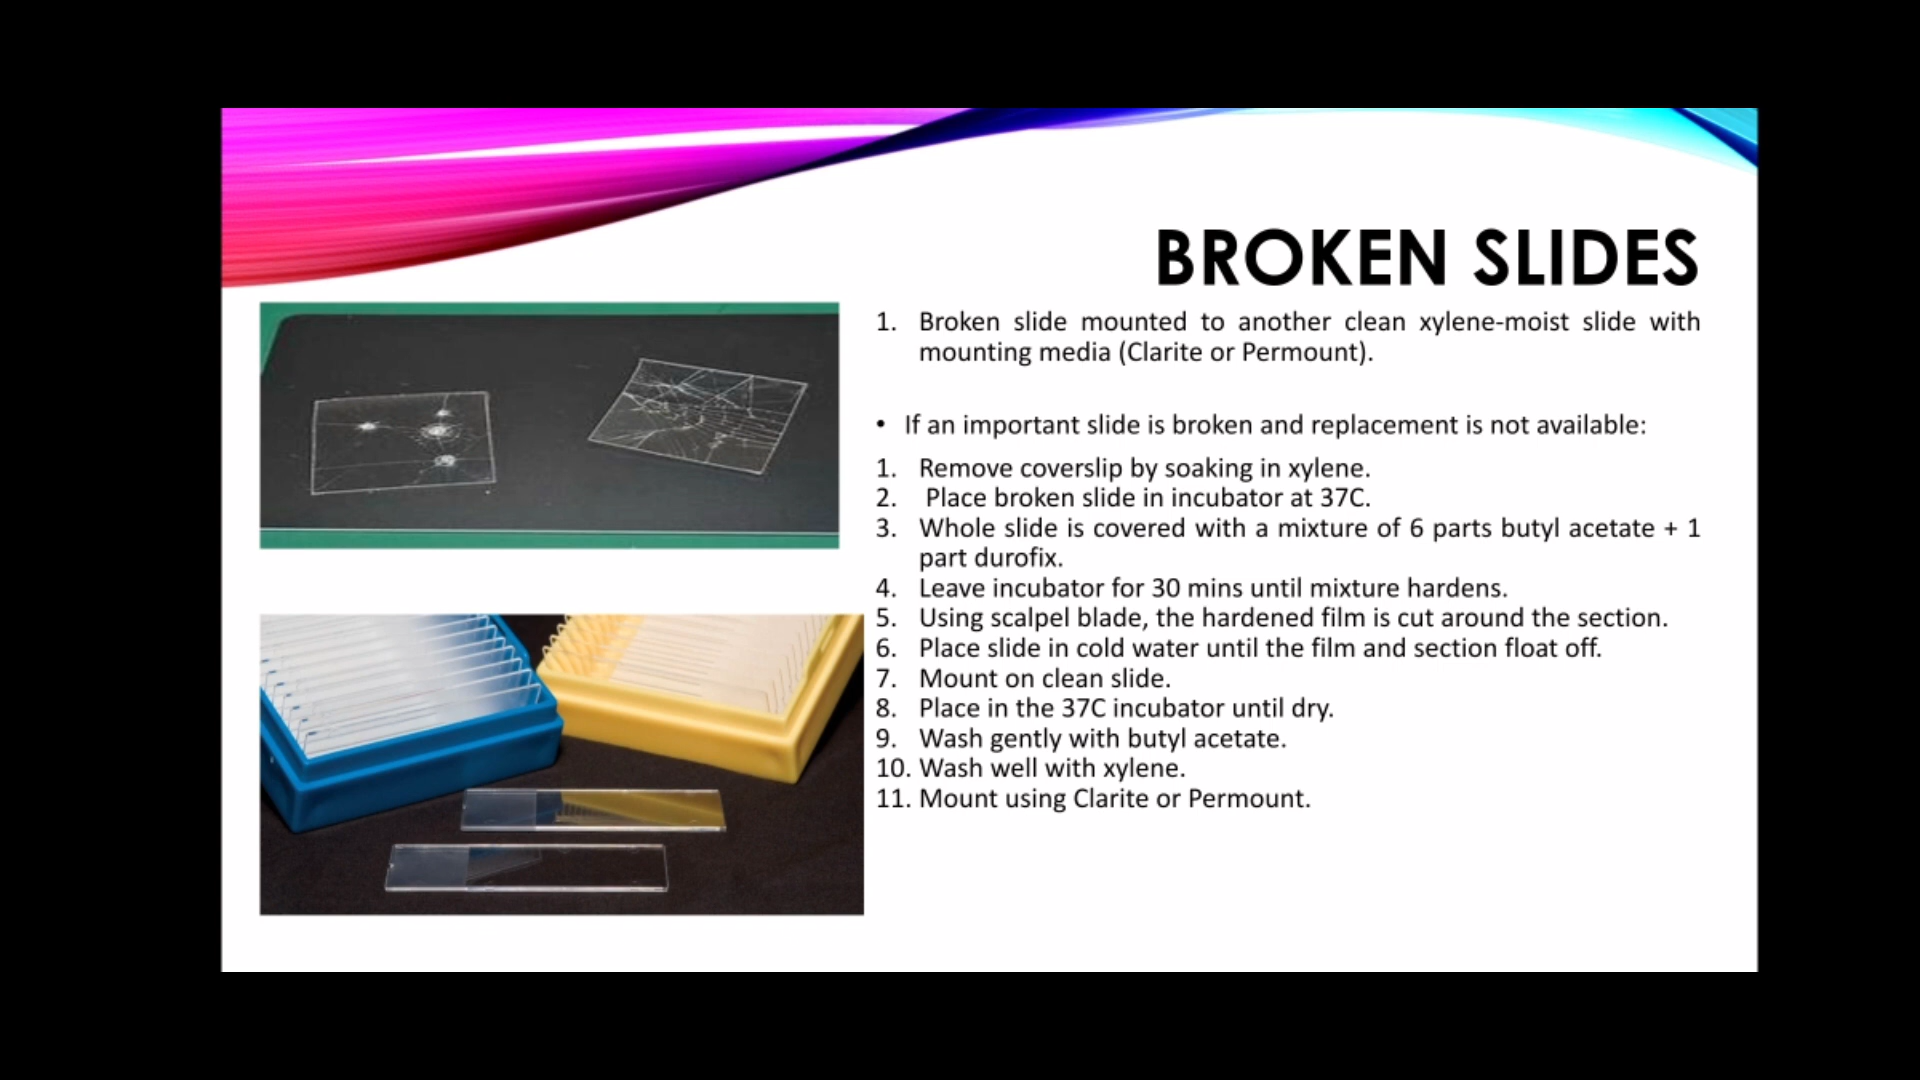 BROKEN SLIDES
1. Broken slide mounted to another clean xylene-moist slide with
mounting media (Clarite or Permount).
• If an important slide is broken and replacement is not available:
1. Remove coverslip by soaking in xylene.
2. Place broken slide in incubator at 37C.
3. Whole slide is covered with a mixture of 6 parts butyl acetate + 1
part durofix.
4. Leave incubator for 30 mins until mixture hardens.
5. Using scalpel blade, the hardened film is cut around the section.
6. Place slide in cold water until the film and section float off.
7. Mount on clean slide.
8. Place in the 37C incubator until dry.
9. Wash gently with butyl acetate.
10. Wash well with xylene.
11. Mount using Clarite or Permount.